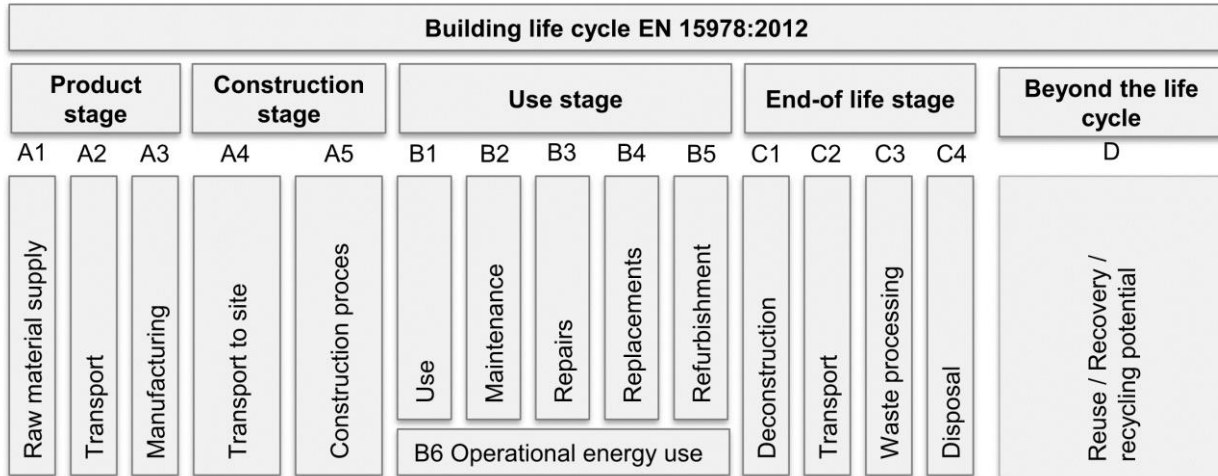 Building life cycle EN 15978:2012
Product
stage
Construction
stage
Use stage
End-of life stage
Beyond the life
cycle
A1
A2
A3
A4
A5
B1
B2
B3
B4
B5
C1
C2
C3
C4
D
Raw material supply
Transport
Manufacturing
Transport to site
Construction proces
Use
Maintenance
Repairs
Replacements
Refurbishment
B6 Operational energy use
Deconstruction
Transport
Waste processing
Disposal
Reuse / Recovery /
recycling potential